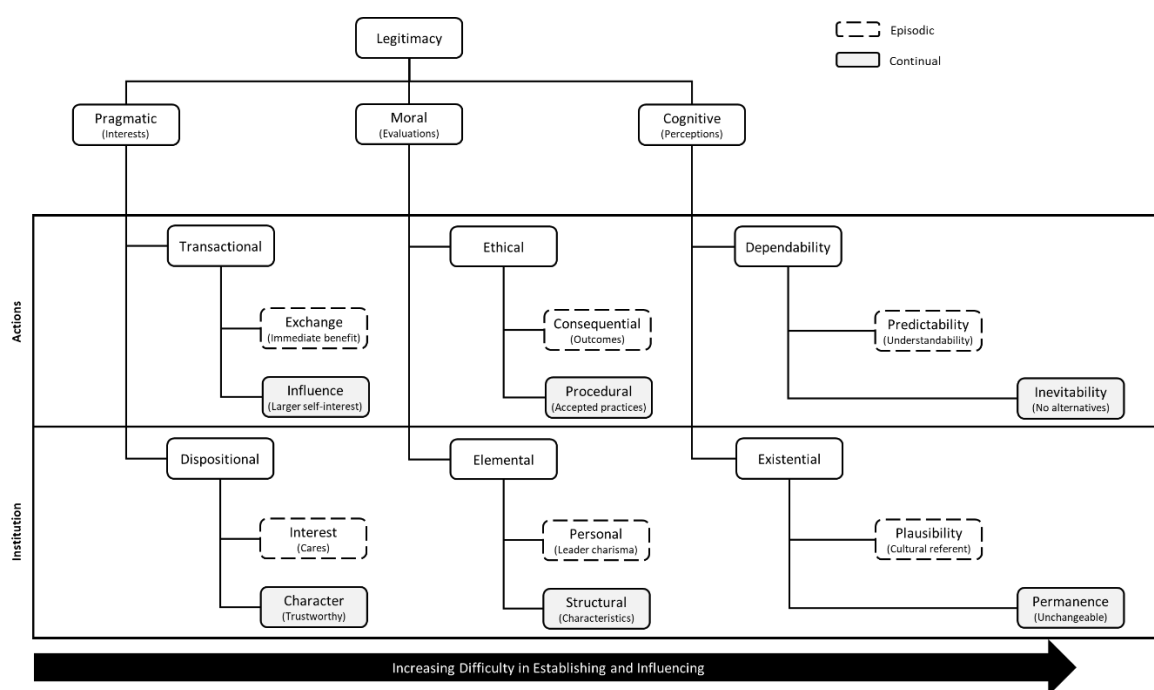 Legitimacy
Episodic
Continual
Pragmatic
(Interests)
Moral
(Evaluations)
Cognitive
(Perceptions)
Actions
Transactional
Ethical
Dependability
Exchange
(Immediate benefit)
Consequential
(Outcomes)
Predictability
(Understandability)
Influence
(Larger self-interest)
Procedural
(Accepted practices)
Inevitability
(No alternatives)
Institution
Dispositional
Elemental
Existential
Interest
(Cares)
Personal
(Leader charisma)
Plausibility
(Cultural referent)
Character
(Trustworthy)
Structural
(Characteristics)
Permanence
(Unchangeable)
Increasing Difficulty in Establishing and Influencing